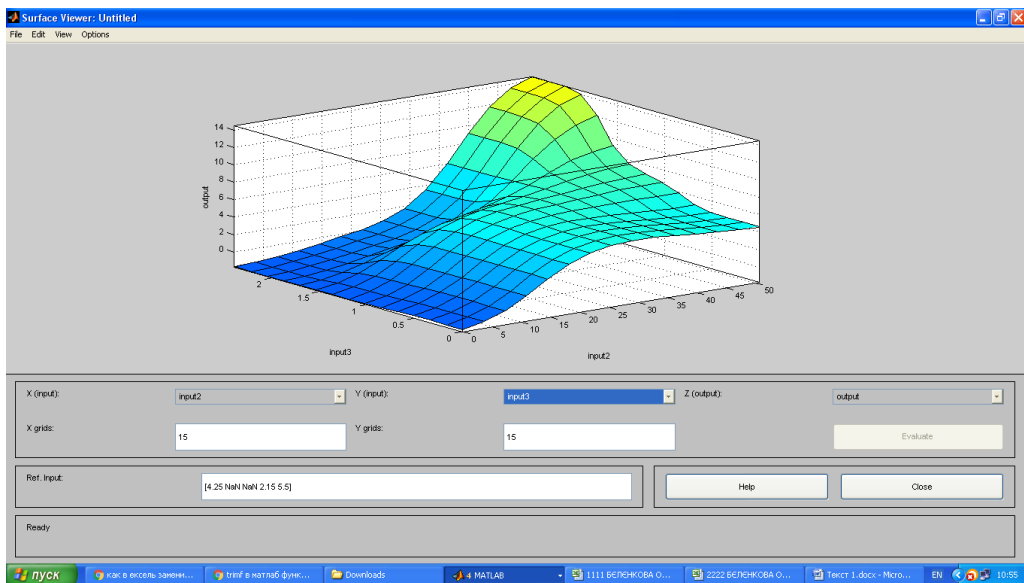 Surface Viewer: Untitled
File Edit View Options
14
12
10
8
6
4
2
0
output
2
1.5
1
0.5
0
input3
0
5
10
15
20
25
30
35
40
45
50
input2
X (input):
input2
Y (input):
input3
Z (output):
output
X grids:
15
Y grids:
15
Evaluate
Ref. Input:
[4.25 NaN NaN 2.15 5.5]
Help
Close
Ready
пуск
как в ексель заменн...
trimf в матлаб функ...
Downloads
4 MATLAB
1111 БЄЛЄНКОВА О...
2222 БЄЛЄНКОВА О...
Текст 1.docx - Micro...
EN
10:55